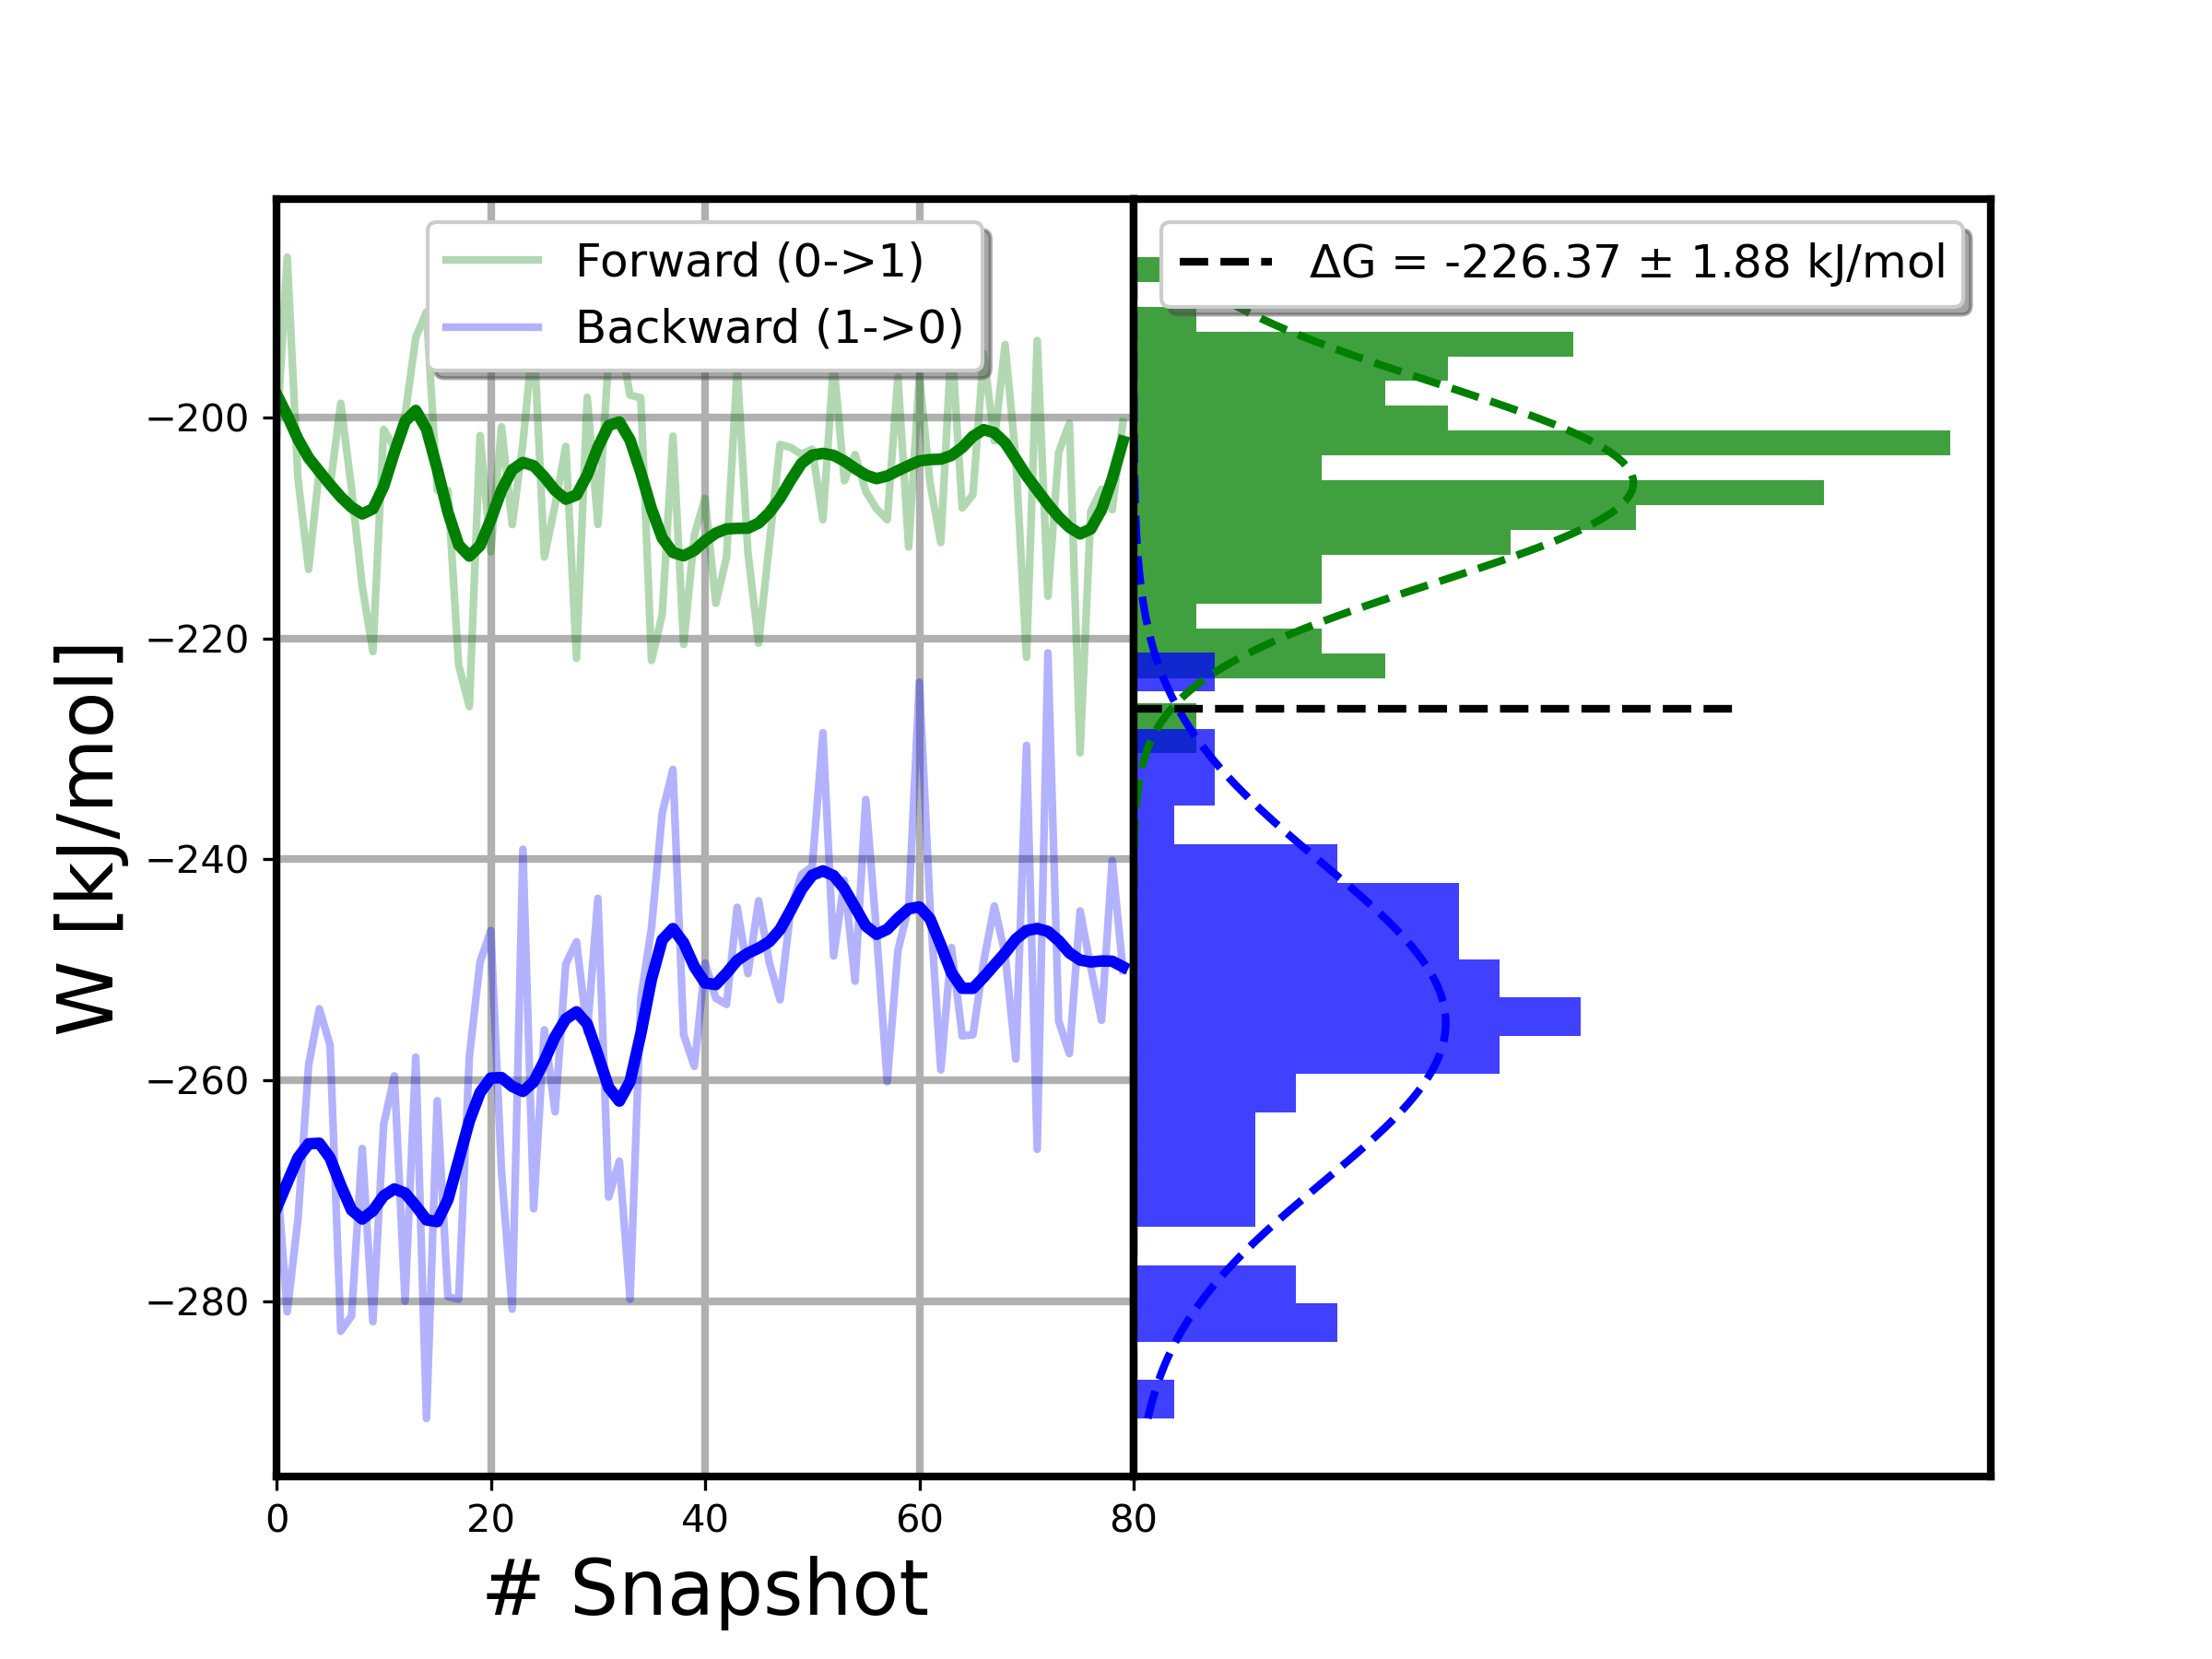 Forward (0->1)
Backward (1->0)
ΔG = -226.37 ± 1.88 kJ/mol
W [kJ/mol]
−200
−220
−240
−260
−280
0 20 40 60 80
# Snapshot